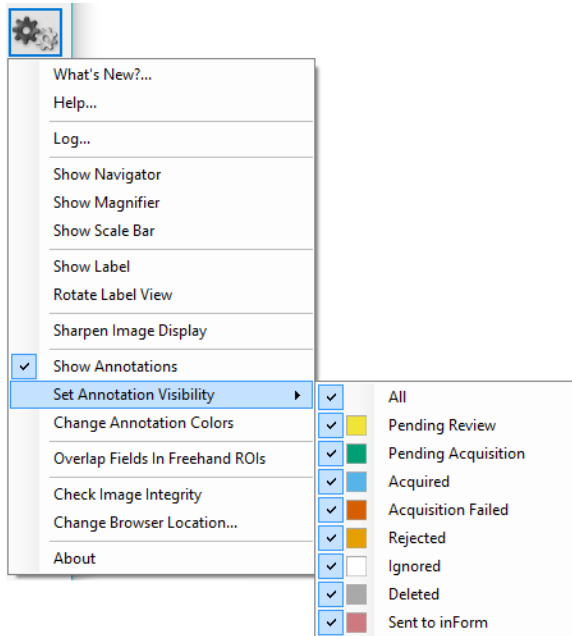 What's New?...
Help...
Log...
Show Navigator
Show Magnifier
Show Scale Bar
Show Label
Rotate Label View
Sharpen Image Display
Show Annotations
Set Annotation Visibility
Change Annotation Colors
Overlap Fields In Freehand ROIs
Check Image Integrity
Change Browser Location...
About
All
Pending Review
Pending Acquisition
Acquired
Acquisition Failed
Rejected
Ignored
Deleted
Sent to inForm